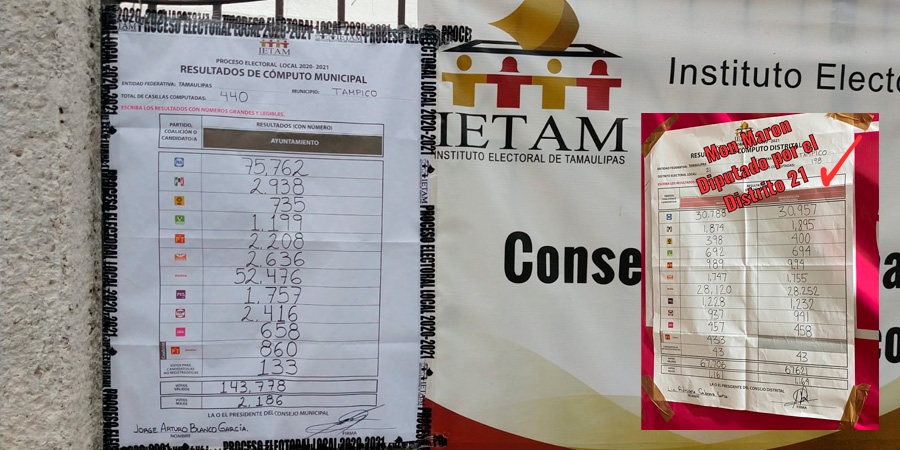 PROCESO ELECTORAL LOCAL 2020-2021
IETAM
PROCESO ELECTORAL LOCAL 2020- 2021
RESULTADOS DE CÓMPUTO MUNICIPAL
ENTIDAD FEDERATIVA: TAMAULIPAS MUNICIPIO: TAMPICO
TOTAL DE CASILLAS COMPUTADAS: 440
ESCRIBA LOS RESULTADOS CON NÚMEROS GRANDES Y LEGIBLES.
PARTIDO, COALICIÓN O CANDIDATO/A
RESULTADOS (CON NÚMERO)
AYUNTAMIENTO
75,762
2.938
735
1.199
PT 2.208
2.636
52.476
PES 1.757
2.416
658
PT 860
133
VOTOS VÁLIDOS 143,778
VOTOS NULOS 2.186
LA O EL PRESIDENTE DEL CONSEJO MUNICIPAL
JORGE ARTURO BLANCO GARCÍA.
FIRMA
PROCESO ELECTORAL LOCAL 2020-2021
IETAM
INSTITUTO ELECTORAL DE TAMAULIPAS
Instituto Elector
Conse
Mon Maron
Diputado por el
Distrito 21
CÓMPUTO DISTRITAL
30,788 30,957
1,874 1,895
398 400
692 694
989 994
1,747 1,755
28,120 28,252
1,228 1,232
937 941
457 458
43 43
LA O EL PRESIDENTE DEL CONSEJO DISTRITAL
FIRMA